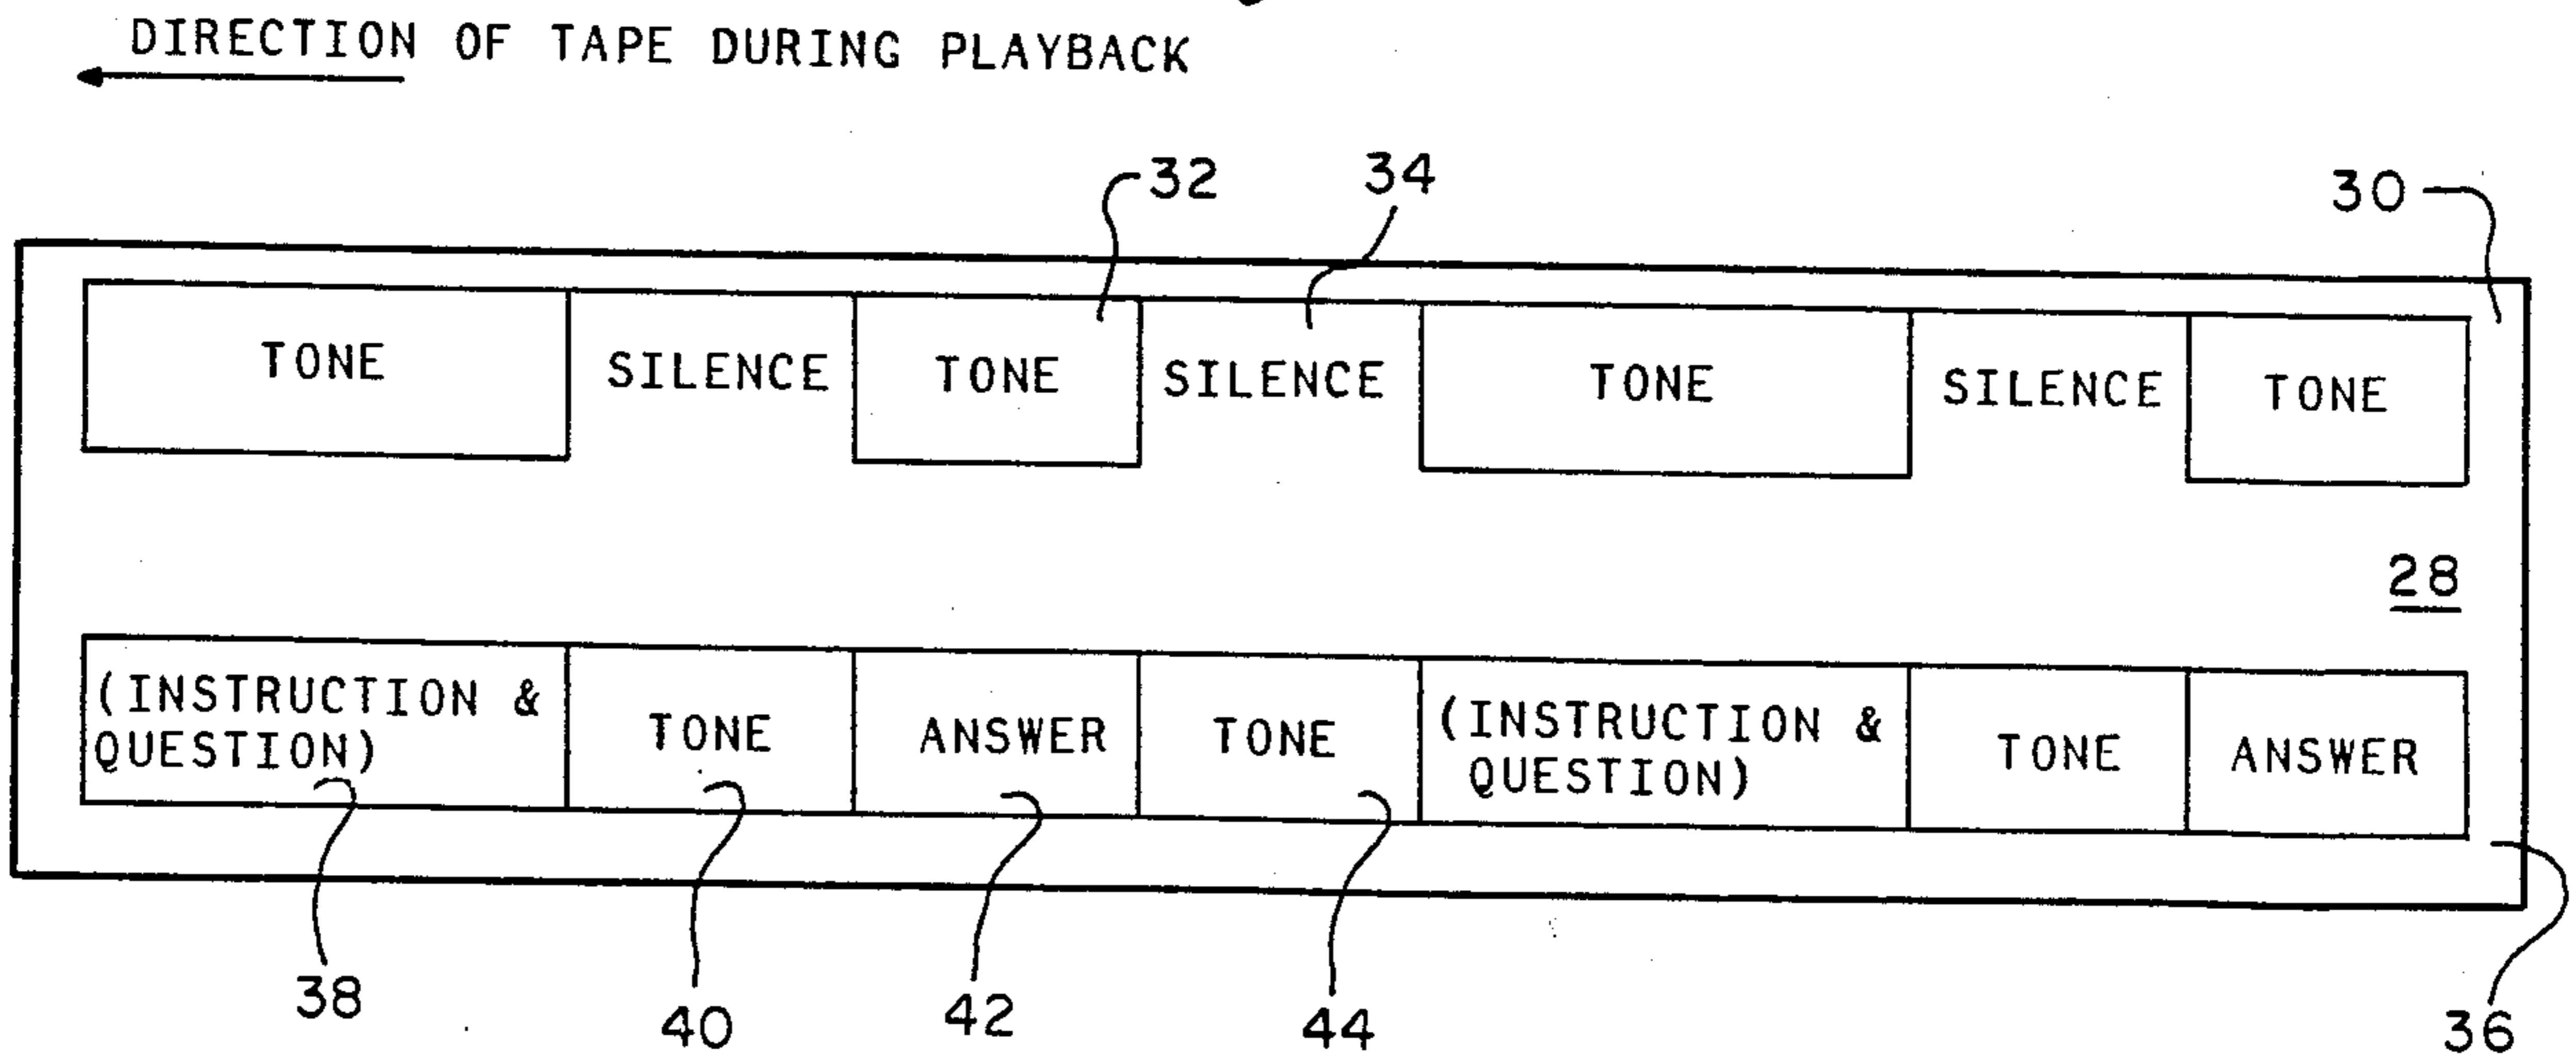 DIRECTION OF TAPE DURING PLAYBACK
32 34 30
TONE SILENCE TONE SILENCE TONE SILENCE TONE
28
(INSTRUCTION &
QUESTION)
TONE ANSWER TONE
(INSTRUCTION &
QUESTION)
TONE ANSWER
38 40 42 44 36